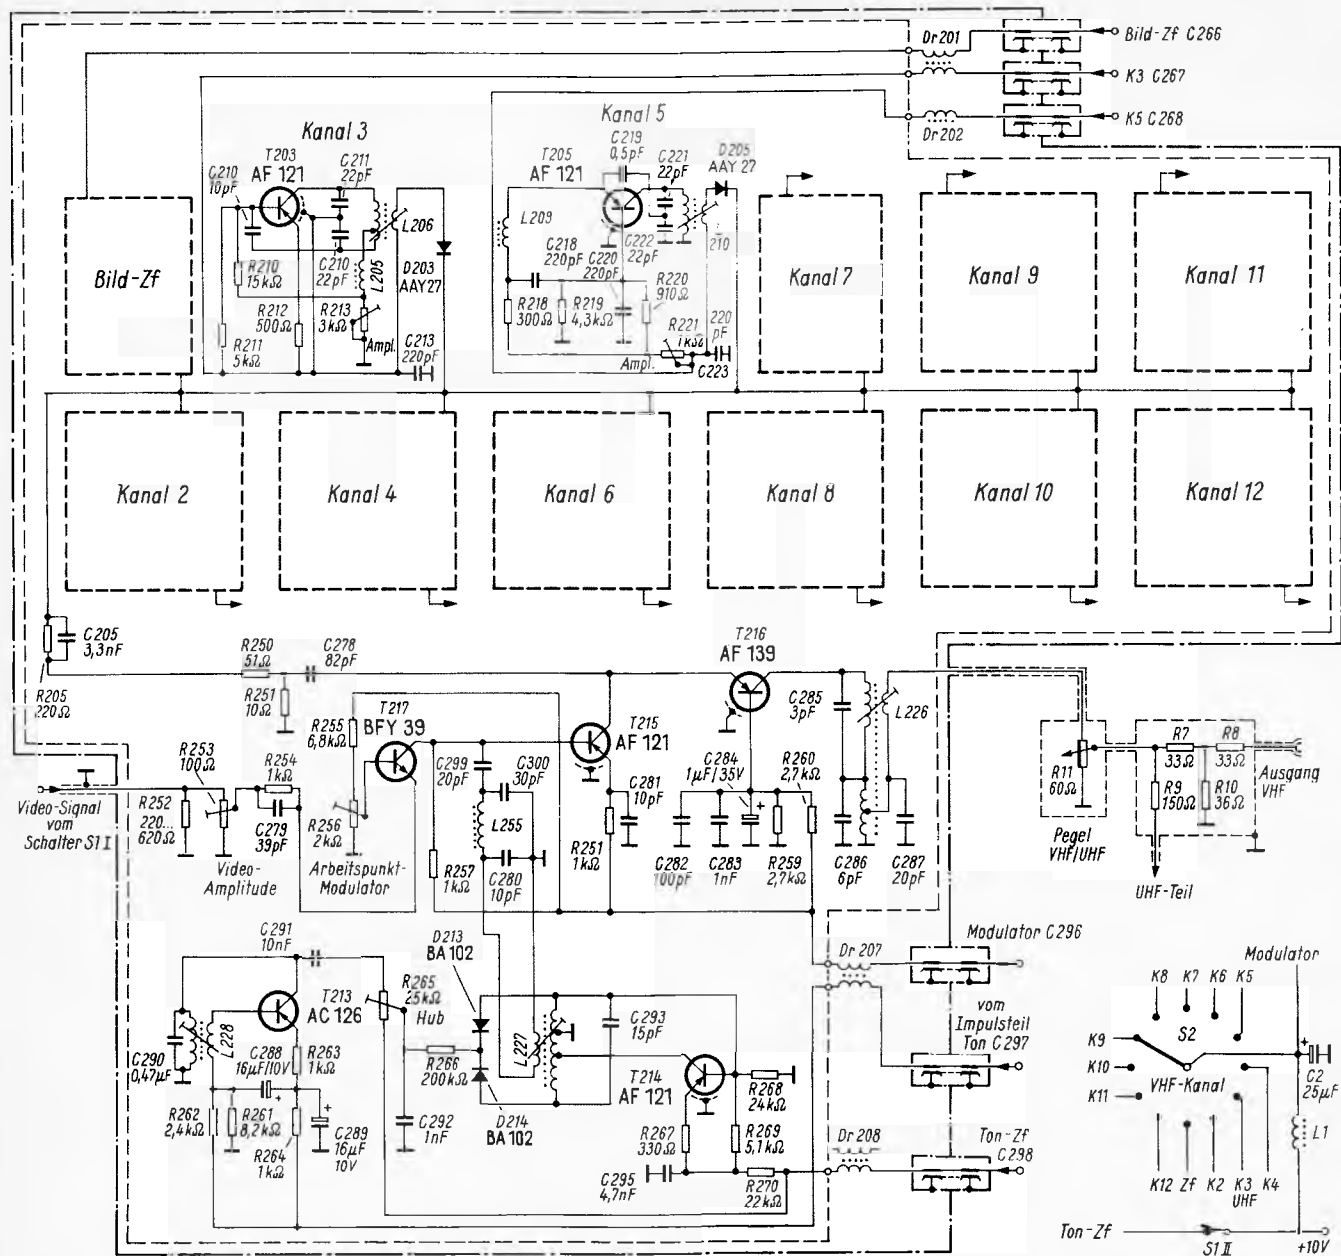 Bild-Zf C266
Dr201
K3 C267
K5 C268
Dr202
Kanal 3
T203
AF 121
C210
10pF
C211
22pF
L206
C210
22pF
L205
D203
AAY27
R210
15kΩ
R212
500Ω
R213
3kΩ
Ampl.
R211
5kΩ
C213
220pF
Kanal 5
T205
AF 121
C219
0,5pF
C221
22pF
D205
AAY 27
L209
210
C218
220pF
C220
220pF
C222
22pF
R220
910Ω
R218
300Ω
R219
4,3kΩ
R221
1kΩ
220
pF
Ampl.
C223
Bild-Zf
Kanal 7
Kanal 9
Kanal 11
Kanal 2
Kanal 4
Kanal 6
Kanal 8
Kanal 10
Kanal 12
C205
3,3nF
R205
220Ω
R250
51Ω
C278
82pF
R251
10Ω
T217
BFY 39
R255
6,8kΩ
T216
AF 139
T215
AF 121
C285
3pF
L226
R253
100Ω
R254
1kΩ
C299
20pF
C300
30pF
C281
10pF
C284
1µF/35V
R260
2,7kΩ
R7
33Ω
R8
33Ω
R11
60Ω
R9
150Ω
R10
36Ω
Ausgang
VHF
Video-Signal
vom
Schalter S1 I
R252
220...
620Ω
C279
39pF
R256
2kΩ
L255
R251
1kΩ
Video-
Amplitude
Arbeitspunkt-
Modulator
R257
1kΩ
C280
10pF
C282
100pF
C283
1nF
R259
2,7kΩ
C286
6pF
C287
20pF
Pegel
VHF/UHF
UHF-Teil
C291
10nF
D213
BA 102
Dr 207
Modulator C296
T213
AC 126
R265
25kΩ
Hub
C293
15pF
vom
Impulsteil
Ton C297
L228
L227
C290
0,47µF
C288
16µF/10V
R263
1kΩ
R266
200kΩ
T214
AF 121
R268
24kΩ
R262
2,4kΩ
R261
8,2kΩ
R264
1kΩ
C289
16µF
10V
C292
1nF
D214
BA 102
R267
330Ω
R269
5,1kΩ
C295
4,7nF
R270
22kΩ
Dr 208
Ton-Zf
C298
Modulator
K8
K7
K6
K5
S2
K9
K10
K11
VHF-Kanal
C2
25µF
L1
K12
Zf
K2
K3
UHF
K4
Ton-Zf
S1 II
+10V